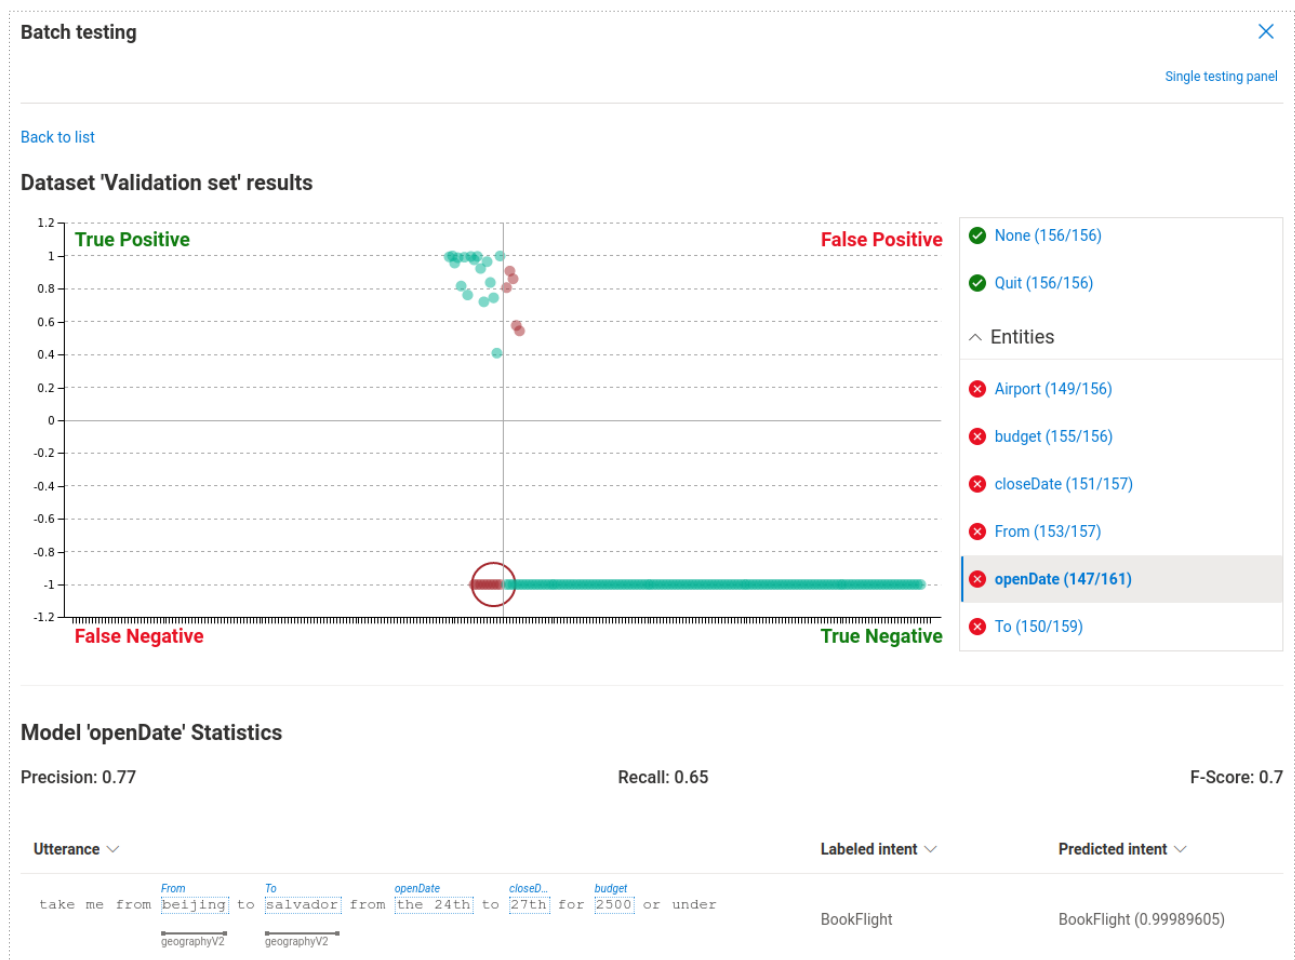 Batch testing
Single testing panel
Back to list
Dataset 'Validation set' results
1.2
True Positive
False Positive
1
0.8
0.6
0.4
0.2
0
-0.2
-0.4
-0.6
-0.8
-1
-1.2
False Negative
True Negative
None (156/156)
Quit (156/156)
Entities
Airport (149/156)
budget (155/156)
closeDate (151/157)
From (153/157)
openDate (147/161)
To (150/159)
Model 'openDate' Statistics
Precision: 0.77 Recall: 0.65 F-Score: 0.7
Utterance Labeled intent Predicted intent
From To openDate closeD... budget
take me from beijing to salvador from the 24th to 27th for 2500 or under
geographyV2 geographyV2
BookFlight BookFlight (0.99989605)